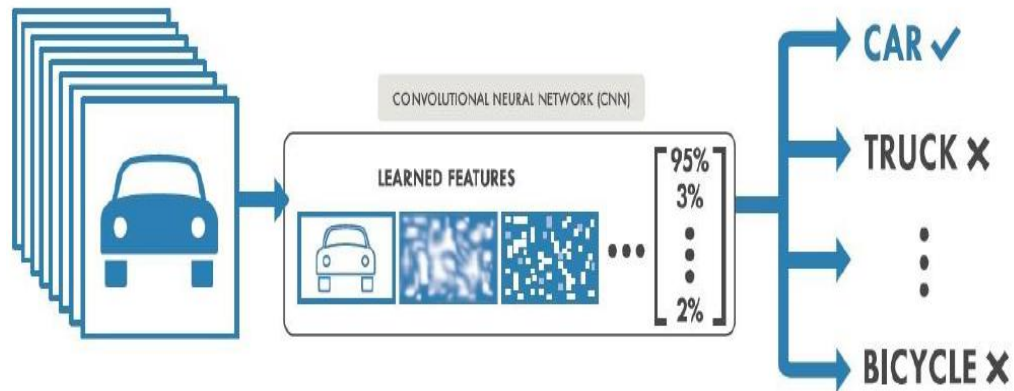 CONVOLUTIONAL NEURAL NETWORK (CNN)
LEARNED FEATURES
95%
3%
2%
CAR
TRUCK
BICYCLE